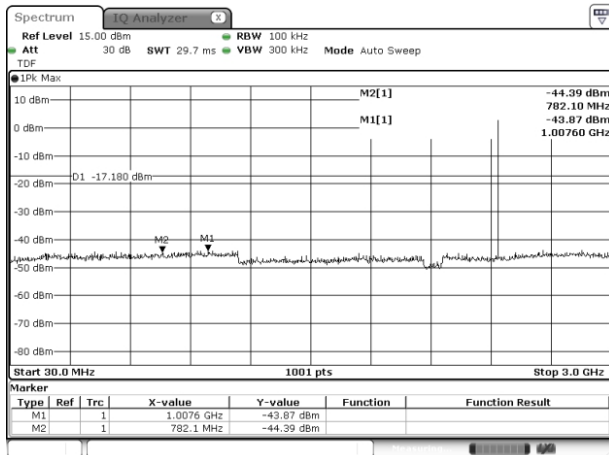 Spectrum IQ Analyzer X
Ref Level 15.00 dBm RBW 100 kHz
Att 30 dB SWT 29.7 ms VBW 300 kHz Mode Auto Sweep
TDF
1Pk Max
M2[1] -44.39 dBm
782.10 MHz
M1[1] -43.87 dBm
1.00760 GHz
10 dBm
0 dBm
-10 dBm
D1 -17.180 dBm
-20 dBm
-30 dBm
-40 dBm
M2 M1
-50 dBm
-60 dBm
-70 dBm
-80 dBm
Start 30.0 MHz 1001 pts Stop 3.0 GHz
Marker
Type Ref Trc X-value Y-value Function Function Result
M1 1 1.0076 GHz -43.87 dBm
M2 1 782.1 MHz -44.39 dBm